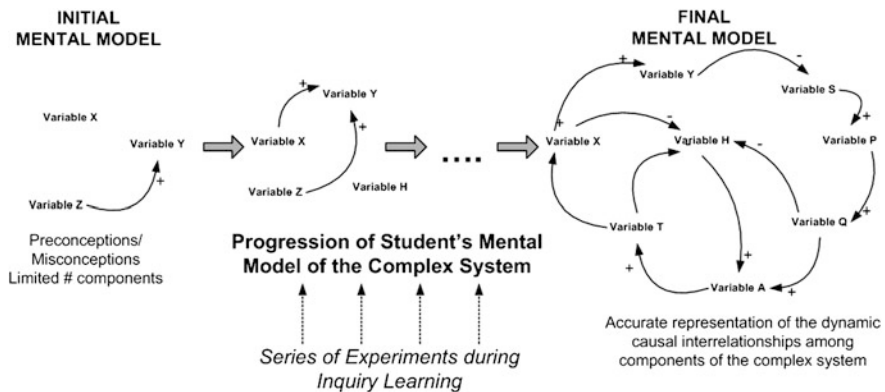 INITIAL
MENTAL MODEL
Variable X
Variable Y
+
Variable Z
Preconceptions/
Misconceptions
Limited # components
+
Variable Y
+
Variable X
Variable Z
Variable H
....
Progression of Student's Mental
Model of the Complex System
Series of Experiments during
Inquiry Learning
FINAL
MENTAL MODEL
+
Variable Y
-
Variable S
+
+
Variable X
-
Variable H
-
Variable P
+
Variable T
Variable Q
+
+
Variable A
+
Accurate representation of the dynamic
causal interrelationships among
components of the complex system